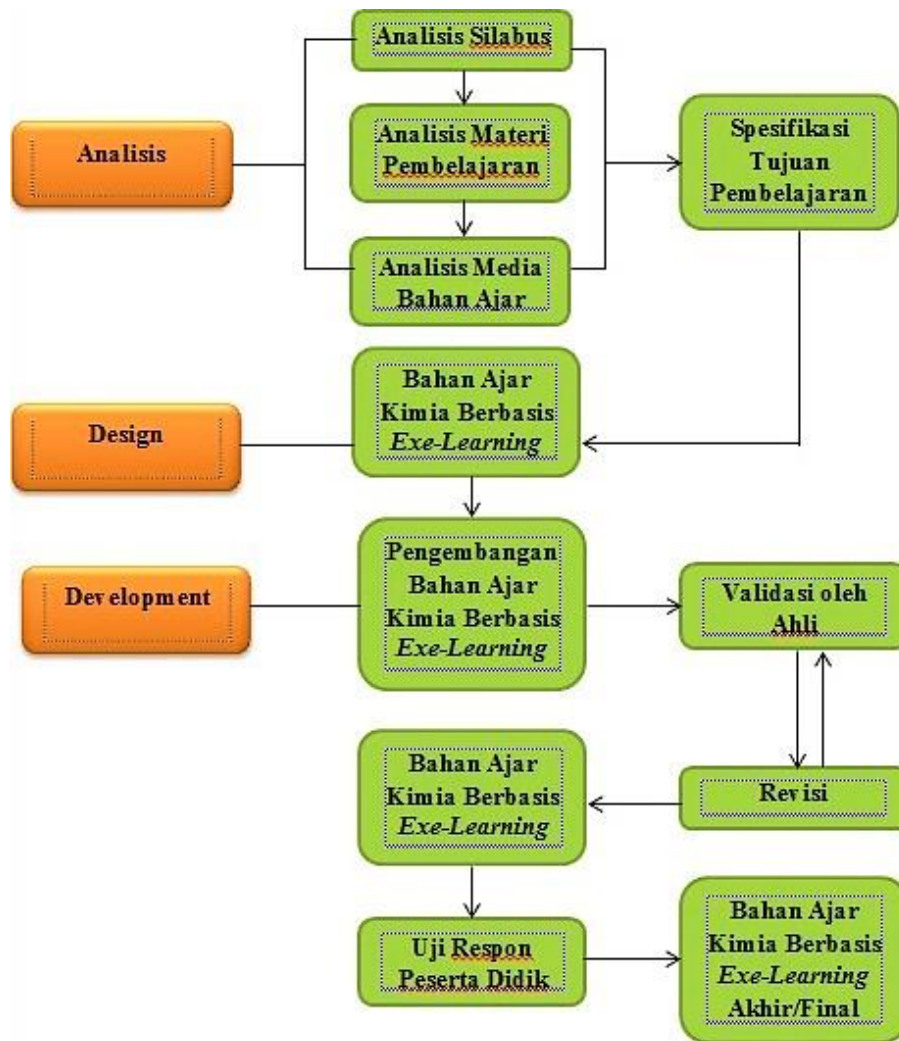 Analisis Silabus
Analisis
Analisis Materi
Pembelajaran
Spesifikasi
Tujuan
Pembelajaran
Analisis Media
Bahan Ajar
Design
Bahan Ajar
Kimia Berbasis
Exe-Learning
Development
Pengembangan
Bahan Ajar
Kimia Berbasis
Exe-Learning
Validasi oleh
Ahli
Revisi
Bahan Ajar
Kimia Berbasis
Exe-Learning
Uji Respon
Peserta Didik
Bahan Ajar
Kimia Berbasis
Exe-Learning
Akhir/Final